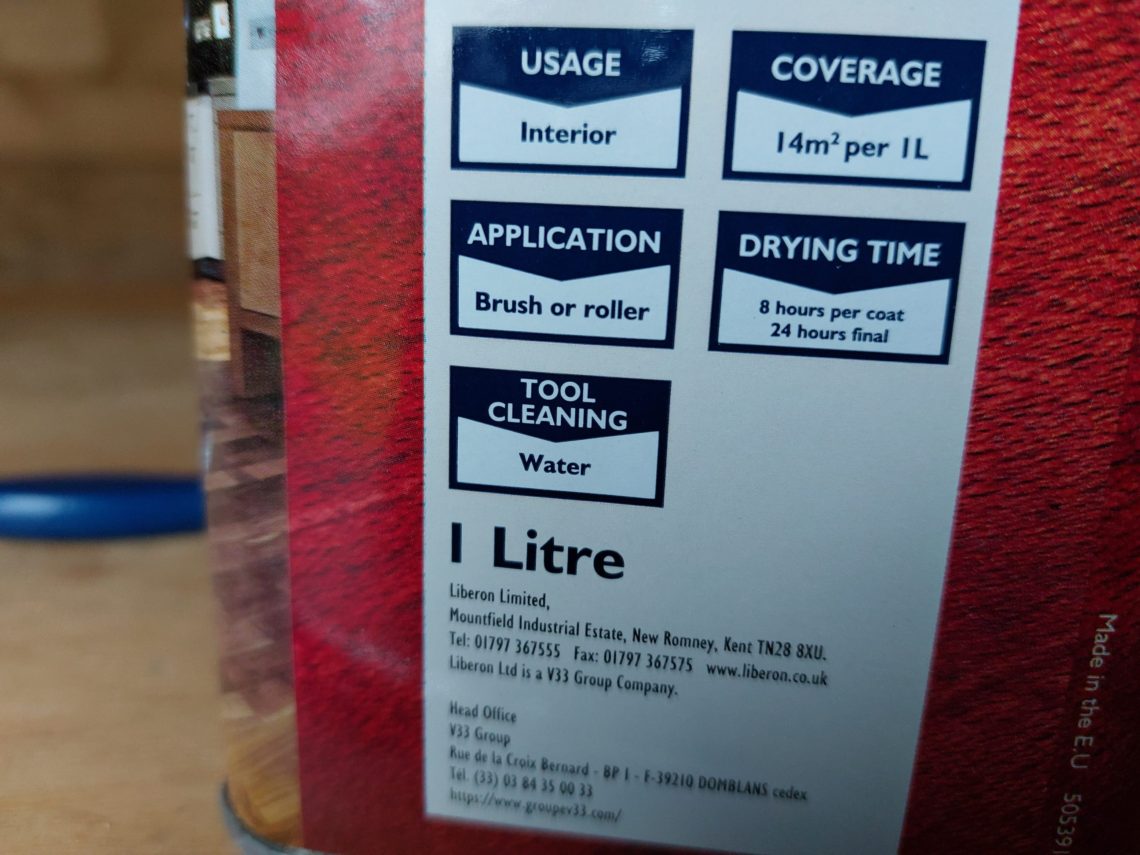 USAGE
Interior
COVERAGE
14m² per 1L
APPLICATION
Brush or roller
DRYING TIME
8 hours per coat
24 hours final
TOOL
CLEANING
Water
1 Litre
Liberon Limited,
Mountfield Industrial Estate, New Romney, Kent TN28 8XU.
Tel: 01797 367555 Fax: 01797 367575 www.liberon.co.uk
Liberon Ltd is a V33 Group Company.
Head Office
V33 Group
Rue de la Croix Bernard - BP 1 - F-39210 DOMBLANS cedex
Tel. (33) 03 84 35 00 33
https://www.groupev33.com/
Made in the E.U 50539